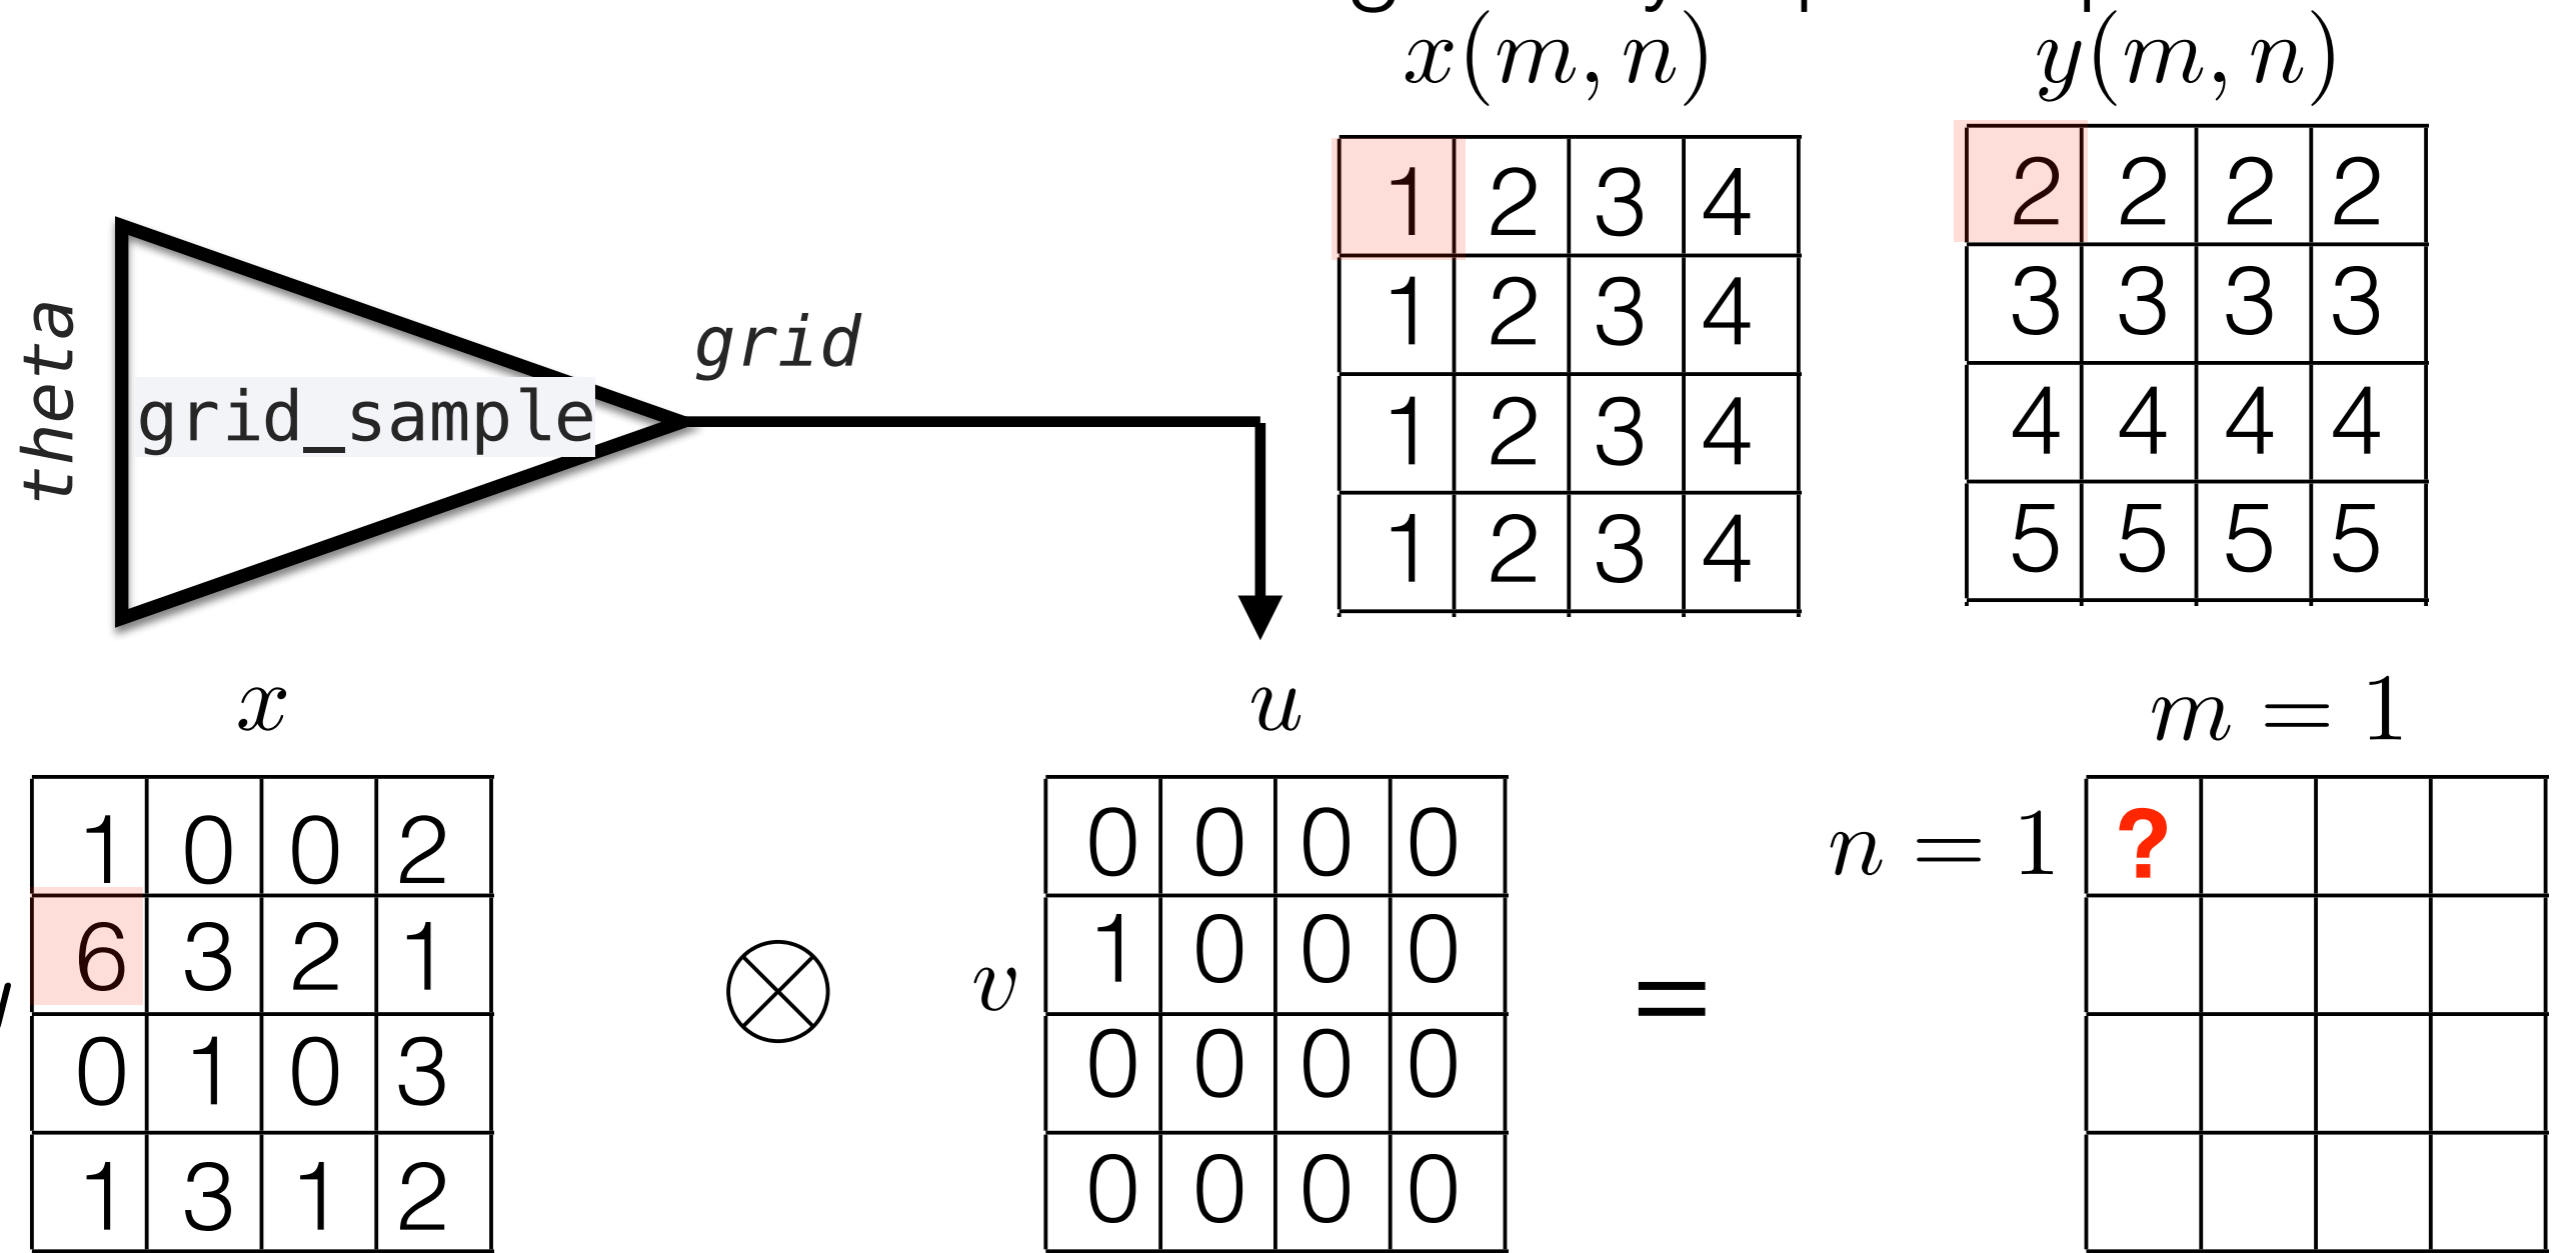 x(m, n) y(m, n)
1 2 3 4
1 2 3 4
1 2 3 4
1 2 3 4
2 2 2 2
3 3 3 3
4 4 4 4
5 5 5 5
theta
grid_sample
grid
x
1 0 0 2
6 3 2 1
0 1 0 3
1 3 1 2
⊗
u
v
0 0 0 0
1 0 0 0
0 0 0 0
0 0 0 0
=
m = 1
n = 1
?